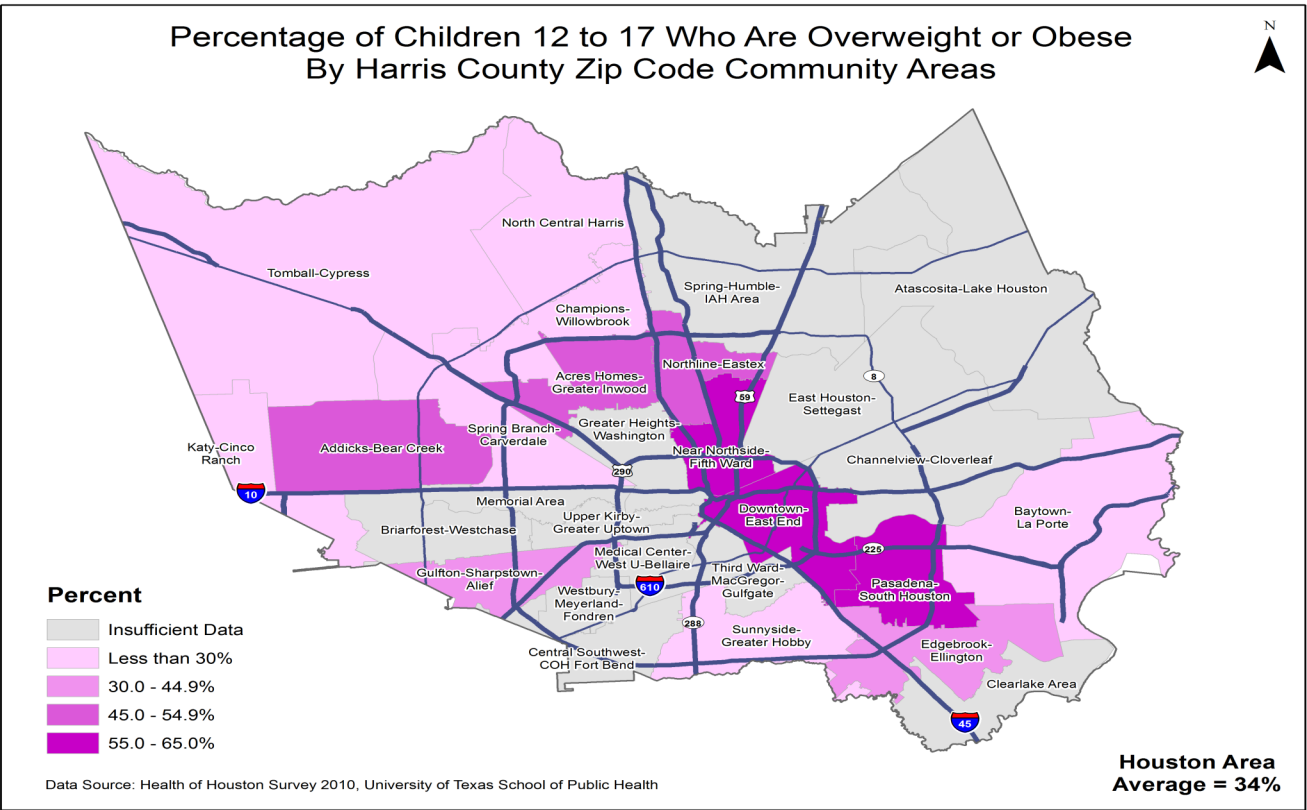 Percentage of Children 12 to 17 Who Are Overweight or Obese
By Harris County Zip Code Community Areas
N
North Central Harris
Tomball-Cypress
Spring-Humble-
IAH Area
Atascosita-Lake Houston
Champions-
Willowbrook
Northline-Eastex
Acres Homes-
Greater Inwood
8
59
East Houston-
Settegast
Greater Heights-
Washington
Spring Branch-
Carverdale
Katy-Cinco
Ranch
Addicks-Bear Creek
Near Northside-
Fifth Ward
Channelview-Cloverleaf
290
10
Memorial Area
Upper Kirby-
Greater Uptown
Downtown-
East End
Baytown-
La Porte
Briarforest-Westchase
Medical Center-
West U-Bellaire
225
Gulfton-Sharpstown-
Alief
610
Third Ward-
MacGregor-
Gulfgate
Pasadena-
South Houston
Westbury-
Meyerland-
Fondren
288
Sunnyside-
Greater Hobby
Edgebrook-
Ellington
Central Southwest-
COH Fort Bend
Clearlake Area
45
Percent
Insufficient Data
Less than 30%
30.0 - 44.9%
45.0 - 54.9%
55.0 - 65.0%
Data Source: Health of Houston Survey 2010, University of Texas School of Public Health
Houston Area
Average = 34%